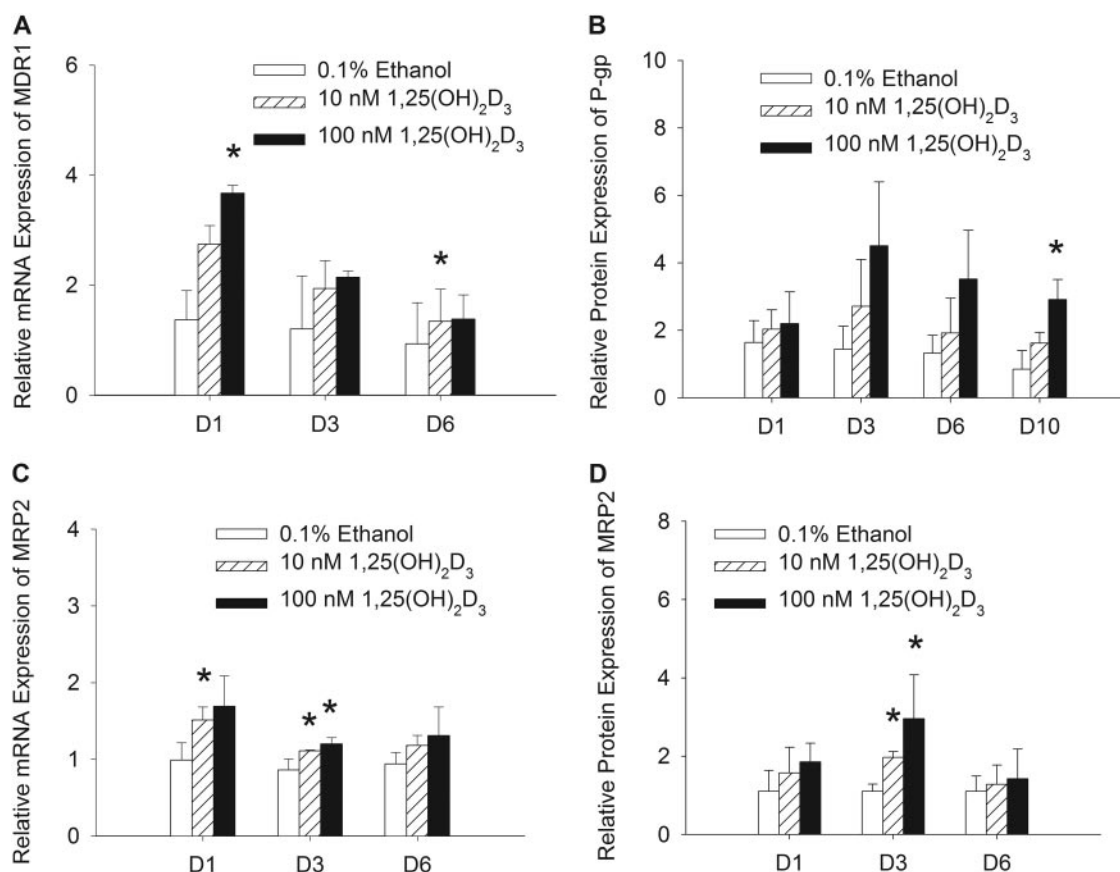 A
Relative mRNA Expression of MDR1
6
4
2
0
0.1% Ethanol
10 nM 1,25(OH)₂D₃
100 nM 1,25(OH)₂D₃
*
*
D1 D3 D6
B
Relative Protein Expression of P-gp
10
8
6
4
2
0
0.1% Ethanol
10 nM 1,25(OH)₂D₃
100 nM 1,25(OH)₂D₃
*
D1 D3 D6 D10
C
Relative mRNA Expression of MRP2
4
3
2
1
0
0.1% Ethanol
10 nM 1,25(OH)₂D₃
100 nM 1,25(OH)₂D₃
*
* *
D1 D3 D6
D
Relative Protein Expression of MRP2
8
6
4
2
0
0.1% Ethanol
10 nM 1,25(OH)₂D₃
100 nM 1,25(OH)₂D₃
*
*
D1 D3 D6